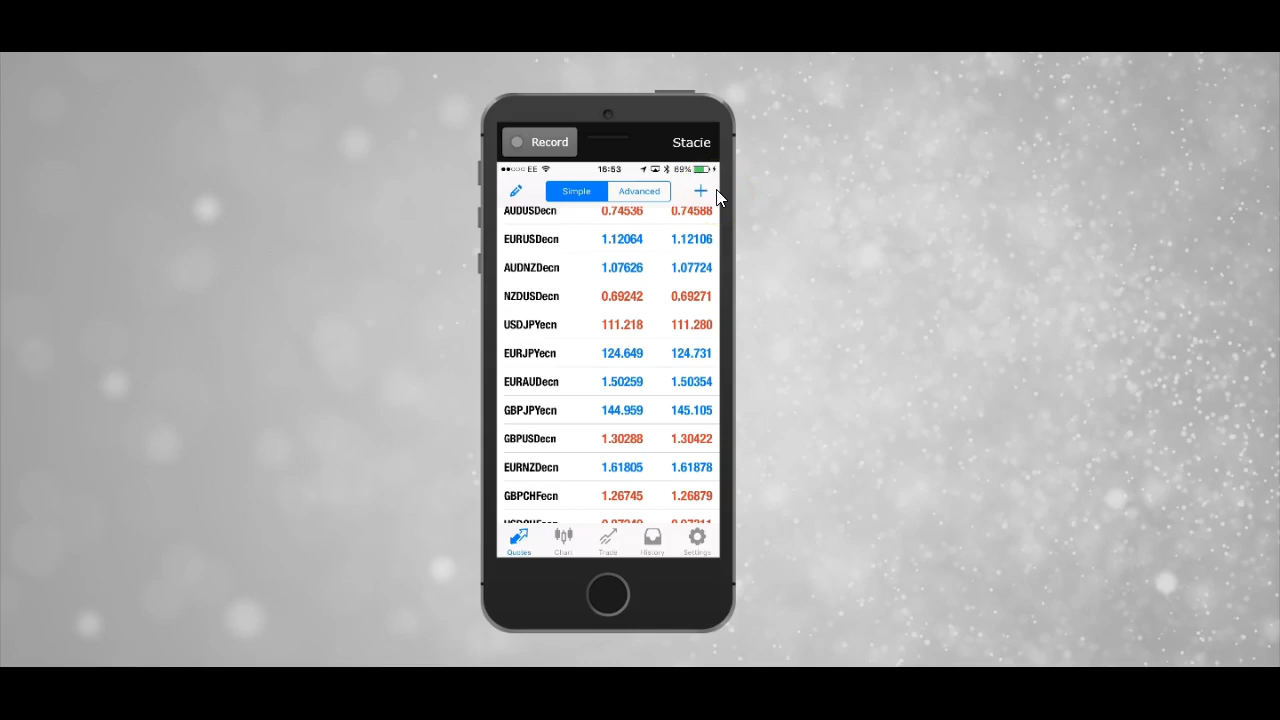 Record Stacie
EE 16:53 69%
Simple Advanced +
AUDUSDecn 0.74536 0.74588
EURUSDecn 1.12064 1.12106
AUDNZDecn 1.07626 1.07724
NZDUSDecn 0.69242 0.69271
USDJPYecn 111.218 111.280
EURJPYecn 124.649 124.731
EURAUDecn 1.50259 1.50354
GBPJPYecn 144.959 145.105
GBPUSDecn 1.30288 1.30422
EURNZDecn 1.61805 1.61878
GBPCHFecn 1.26745 1.26879
Quotes Chart Trade History Settings